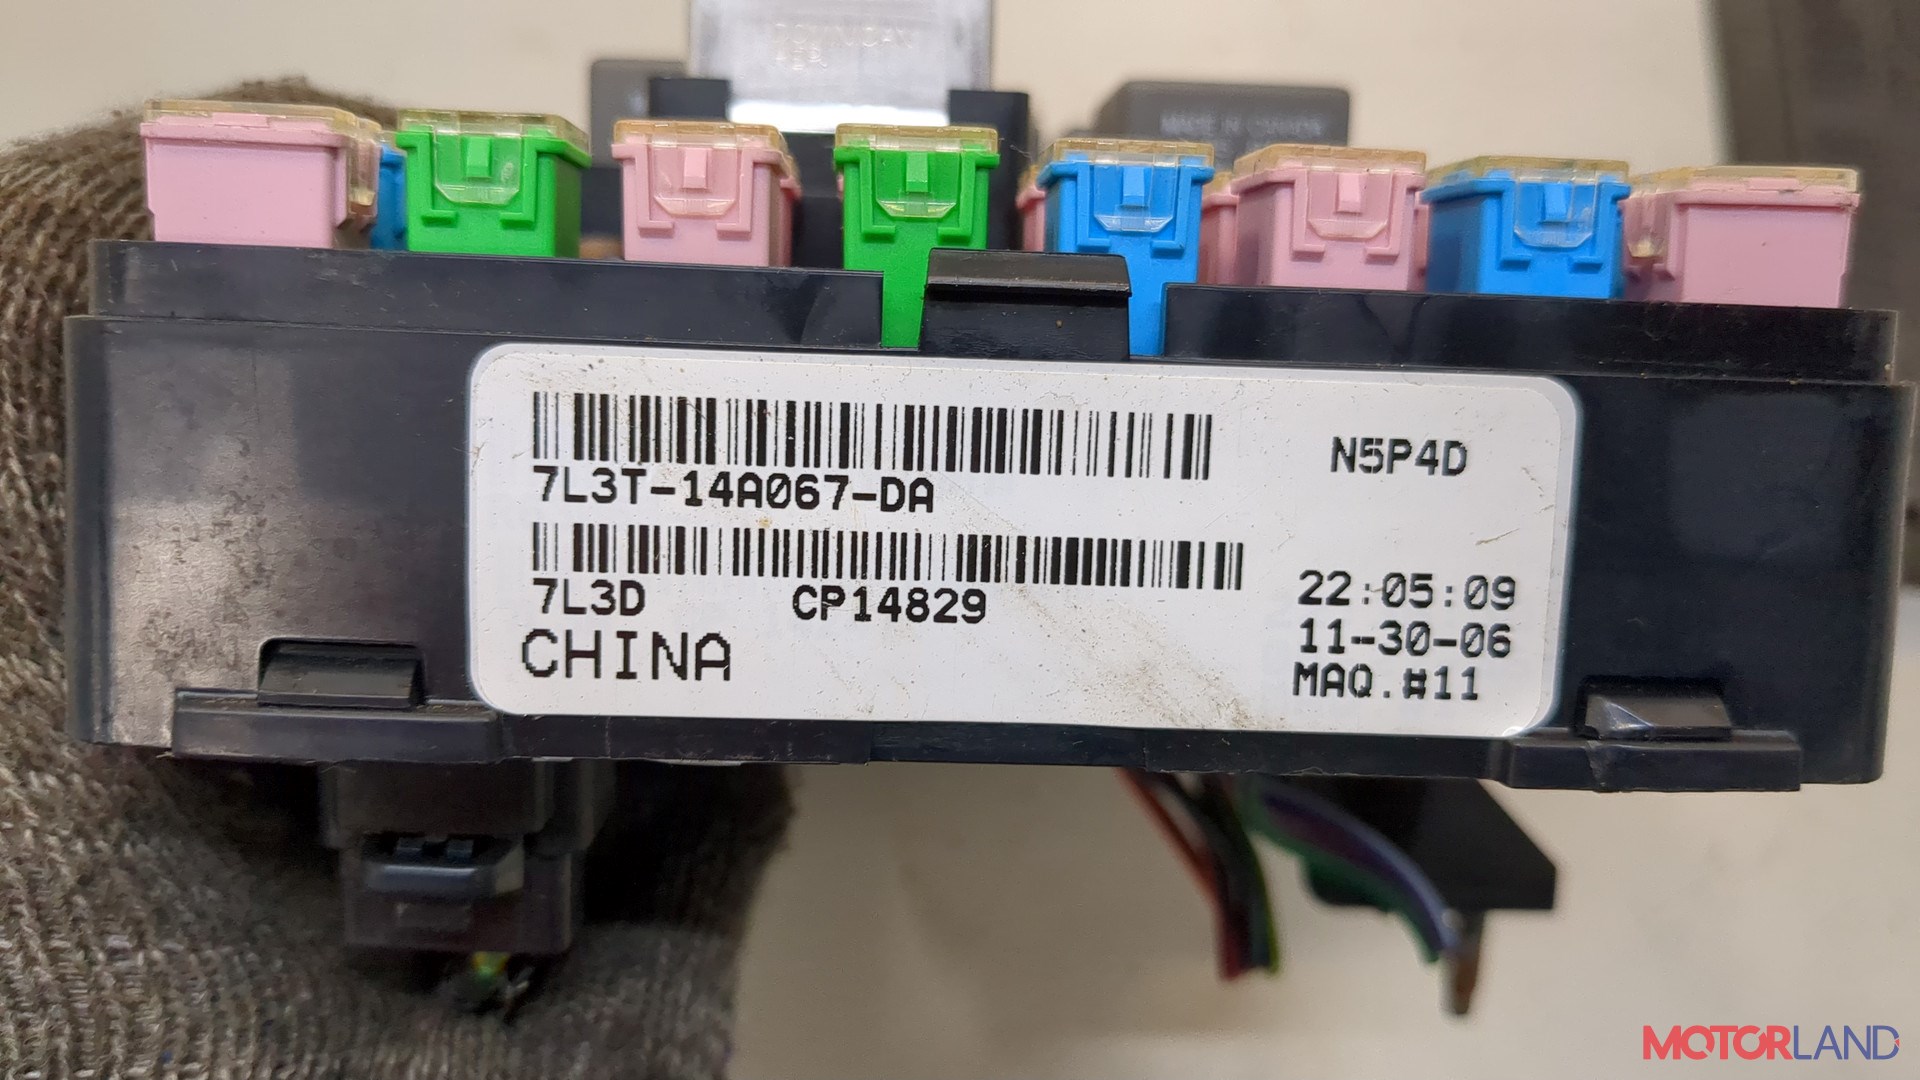 MADE IN CANADA
7L3T-14A067-DA
N5P4D
7L3D CP14829
22:05:09
CHINA
11-30-06
MAQ.#11
MOTORLAND